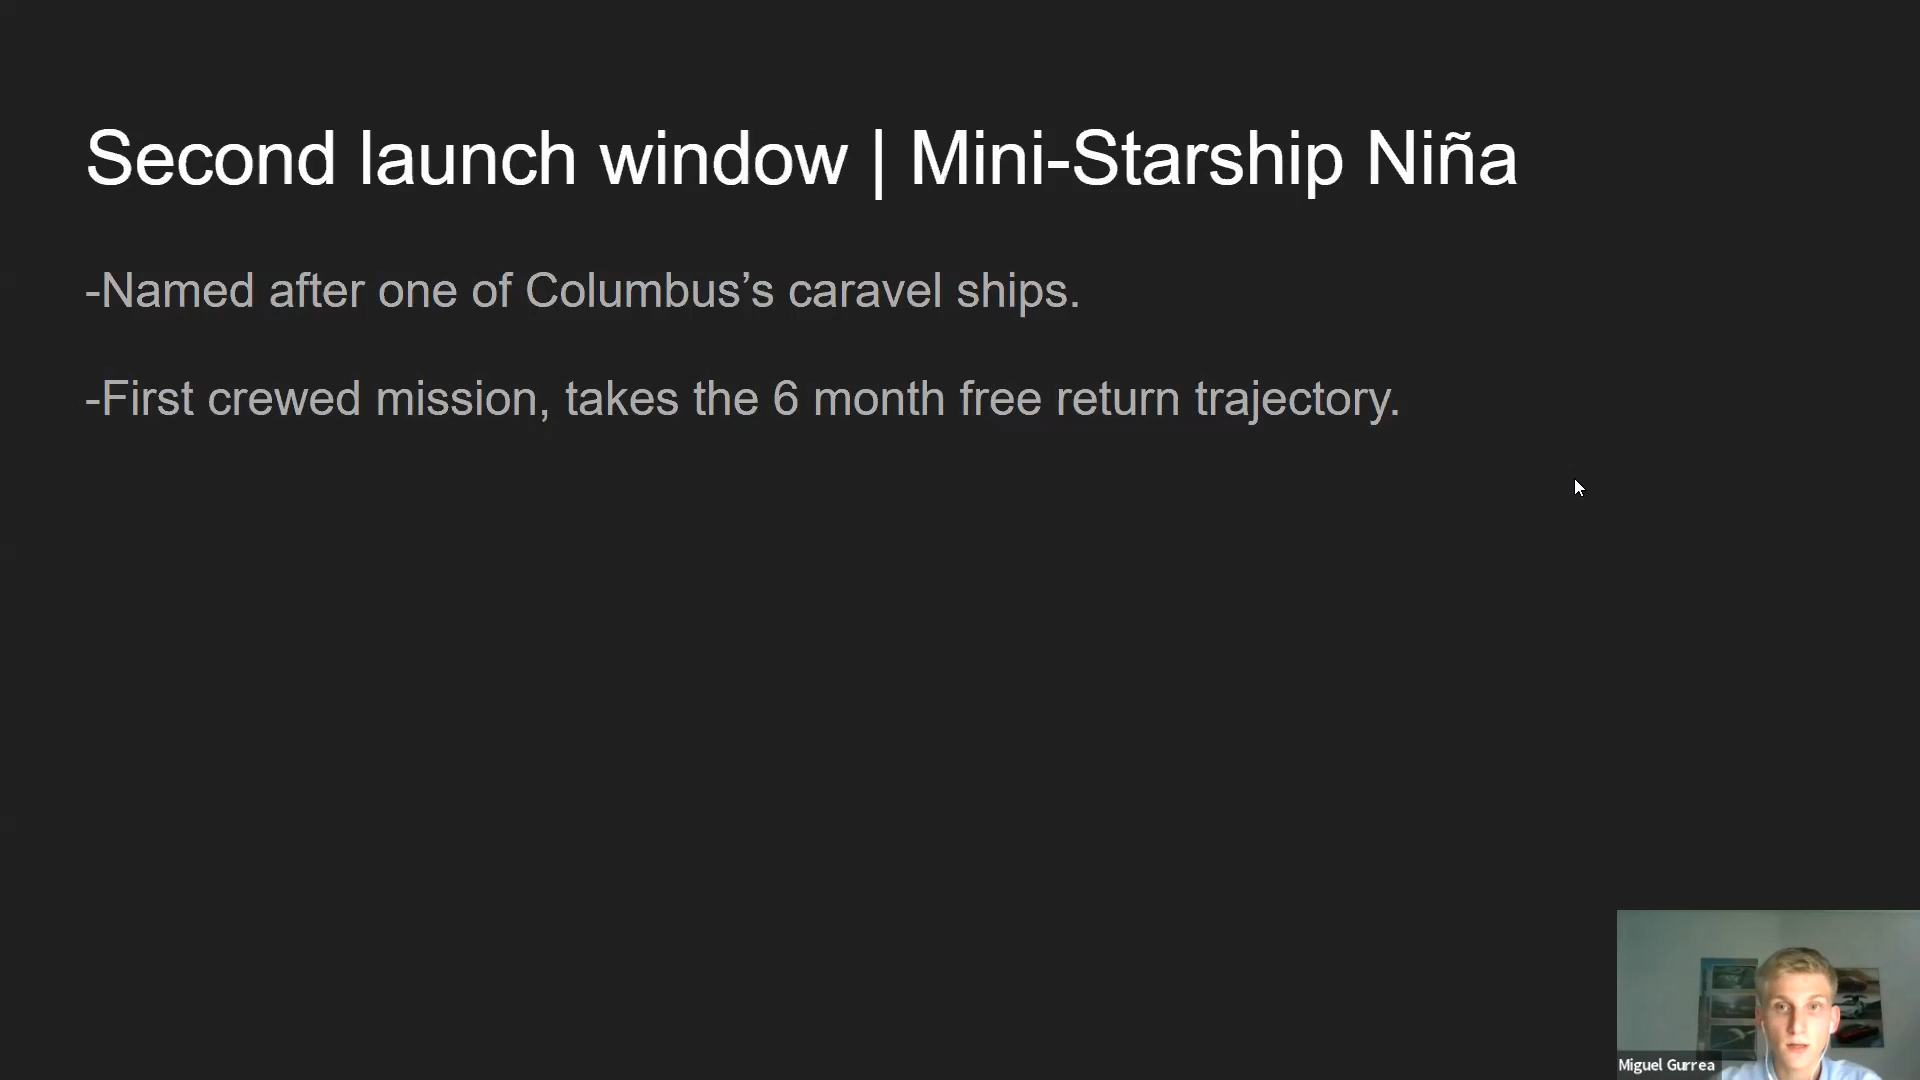 Second launch window | Mini-Starship Niña
-Named after one of Columbus’s caravel ships.
-First crewed mission, takes the 6 month free return trajectory.
Miguel Gurrea